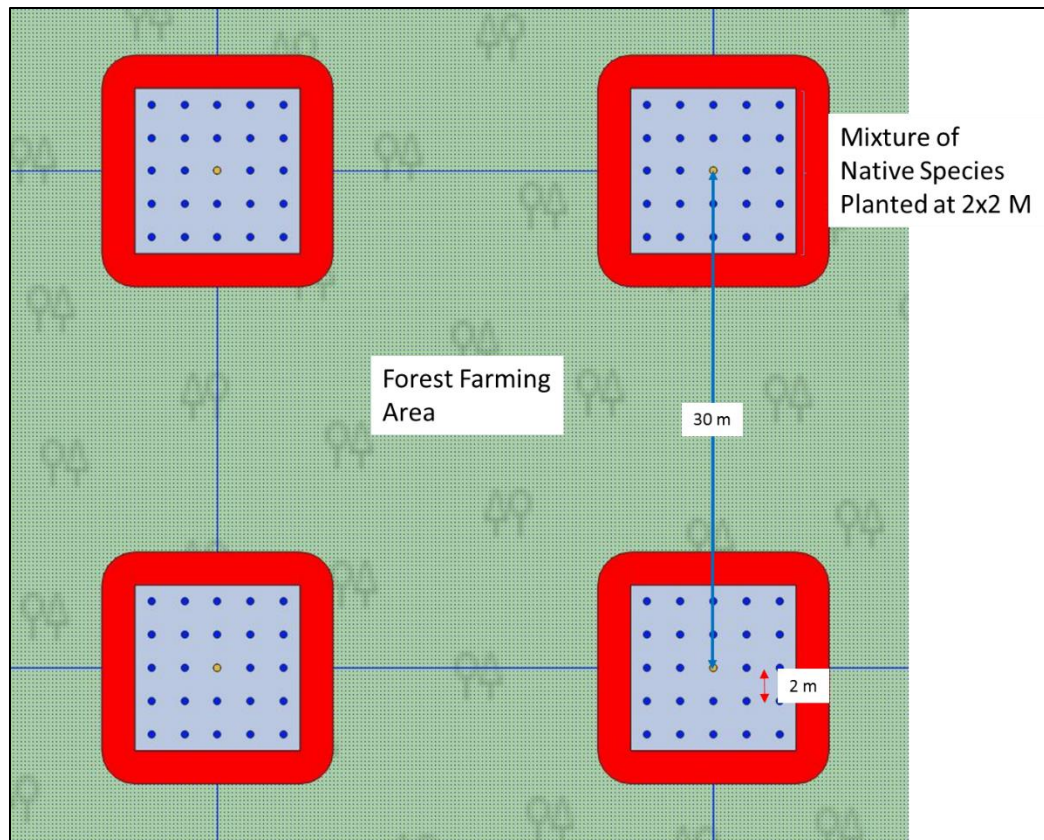 Mixture of
Native Species
Planted at 2x2 M
Forest Farming
Area
30 m
2 m